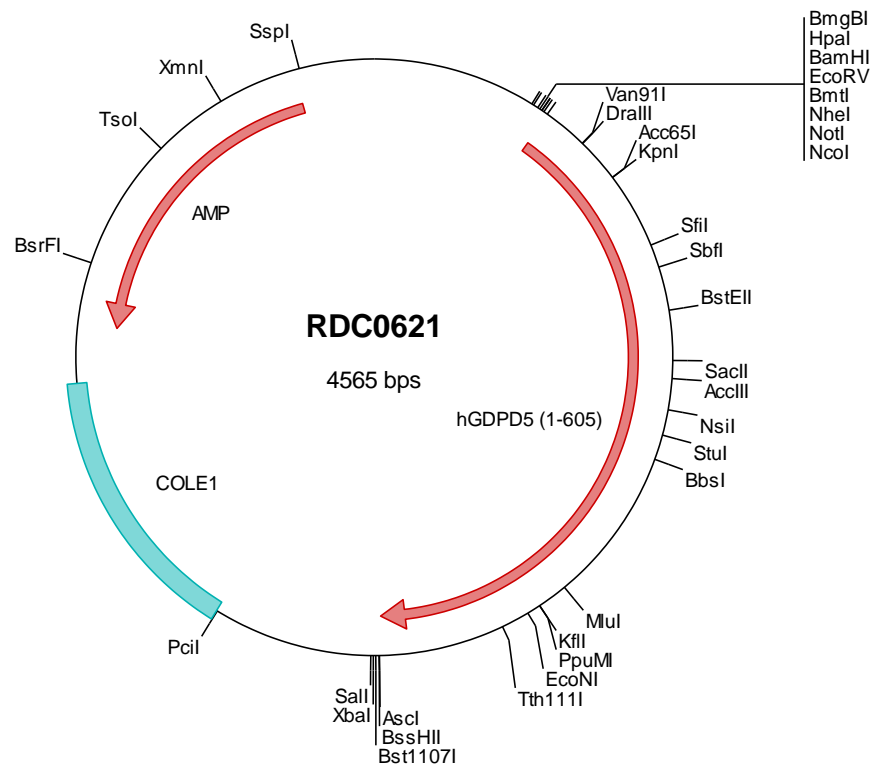 BmgBI
HpaI
BamHI
EcoRV
BmtI
NheI
NotI
NcoI
SspI
XmnI
TsoI
BsrFI
Van91I
DraIII
Acc65I
KpnI
SfiI
SbfI
BstEII
SacII
AccIII
NsiI
StuI
BbsI
AMP
RDC0621
4565 bps
hGDPD5 (1-605)
COLE1
PciI
MluI
KflI
PpuMI
EcoNI
Tth111I
SalI
XbaI
AscI
BssHII
Bst1107I